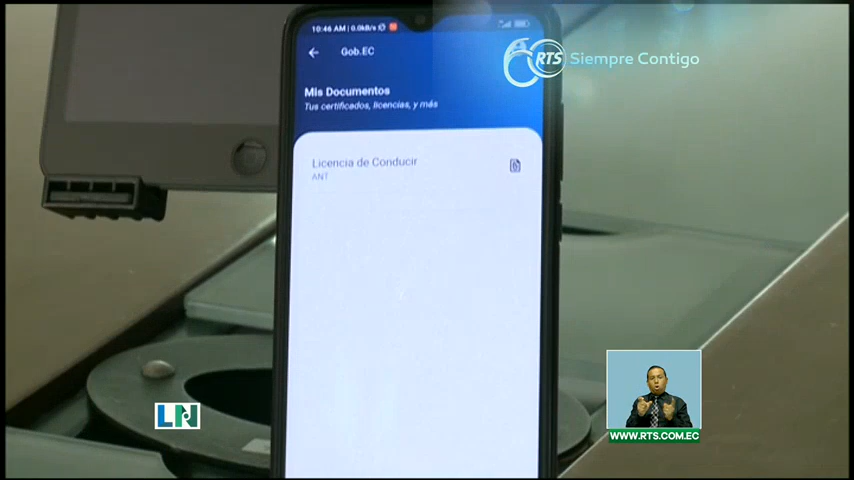 10:46 AM | 0.0kB/s
Gob.EC
RTS Siempre Contigo
Mis Documentos
Tus certificados, licencias, y más
Licencia de Conducir
ANT
LN
WWW.RTS.COM.EC